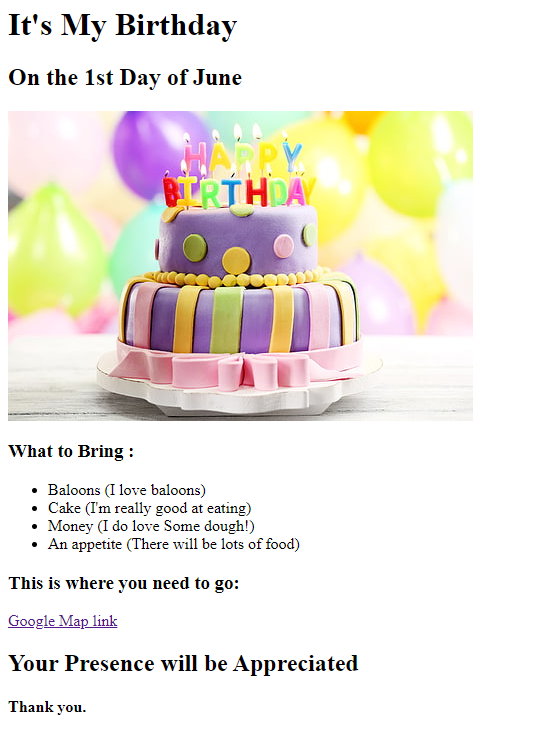 It's My Birthday
On the 1st Day of June
HAPPY
BIRTHDAY
What to Bring :
Baloons (I love baloons)
Cake (I'm really good at eating)
Money (I do love Some dough!)
An appetite (There will be lots of food)
This is where you need to go:
Google Map link
Your Presence will be Appreciated
Thank you.